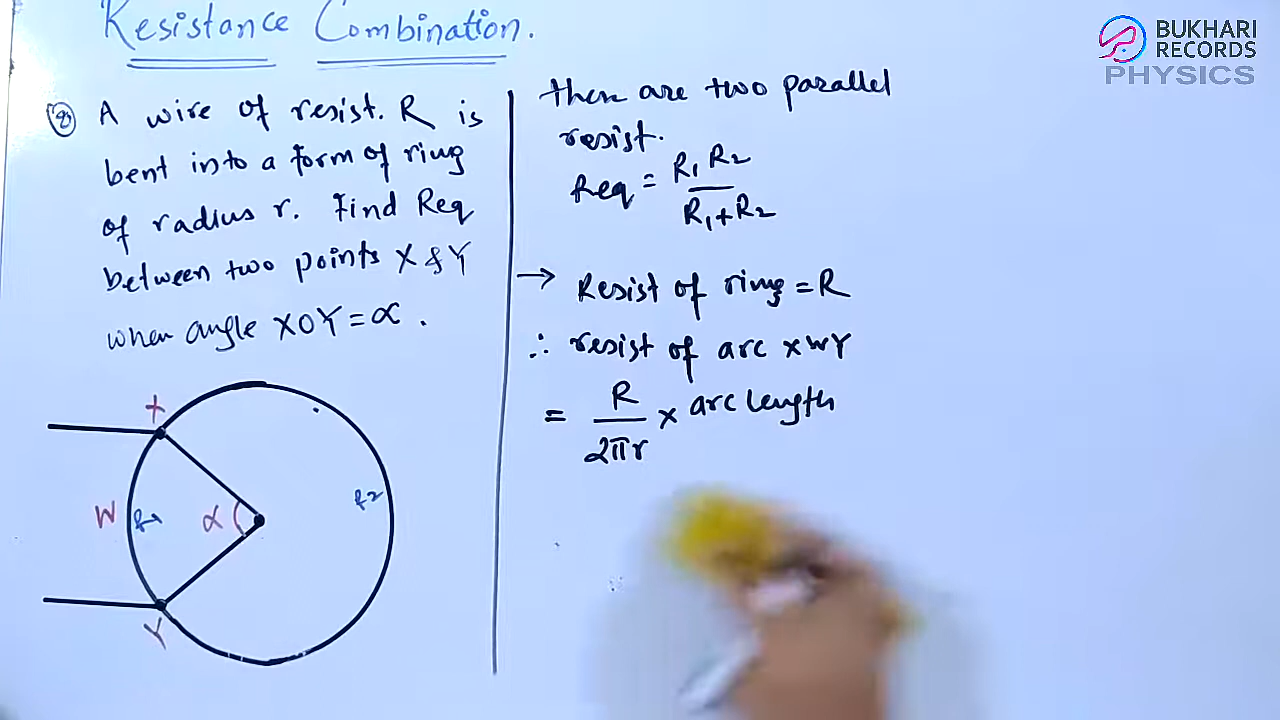 Resistance Combination.
BUKHARI
RECORDS
PHYSICS
Q A wire of resist. R is
bent into a form of ring
of radius r. Find Req
between two points X & Y
when angle XOY = α.
X
W
R1
α
R2
Y
then are two parallel
resist.
Req = R1 R2 / R1+R2
→ Resist of ring = R
∴ resist of arc XWY
= R / 2πr × arc length